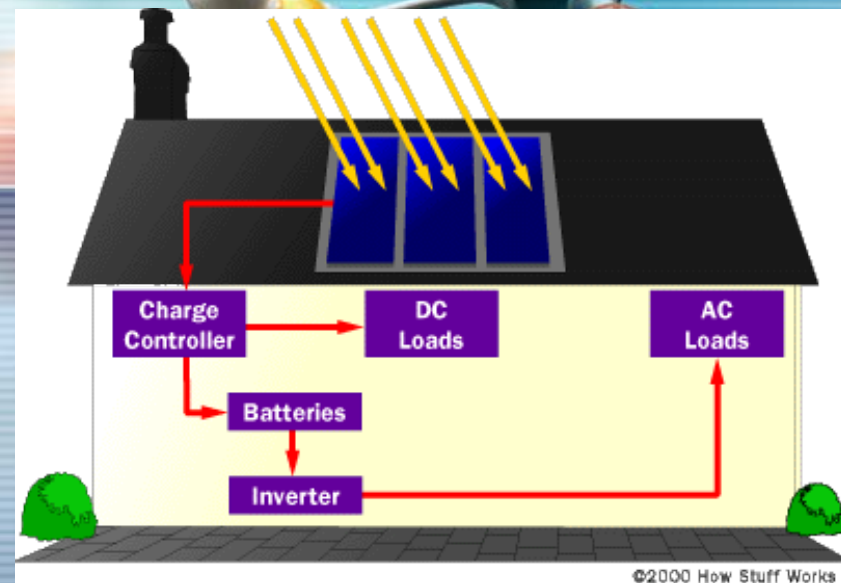 Charge
Controller
DC
Loads
AC
Loads
Batteries
Inverter
©2000 How Stuff Works